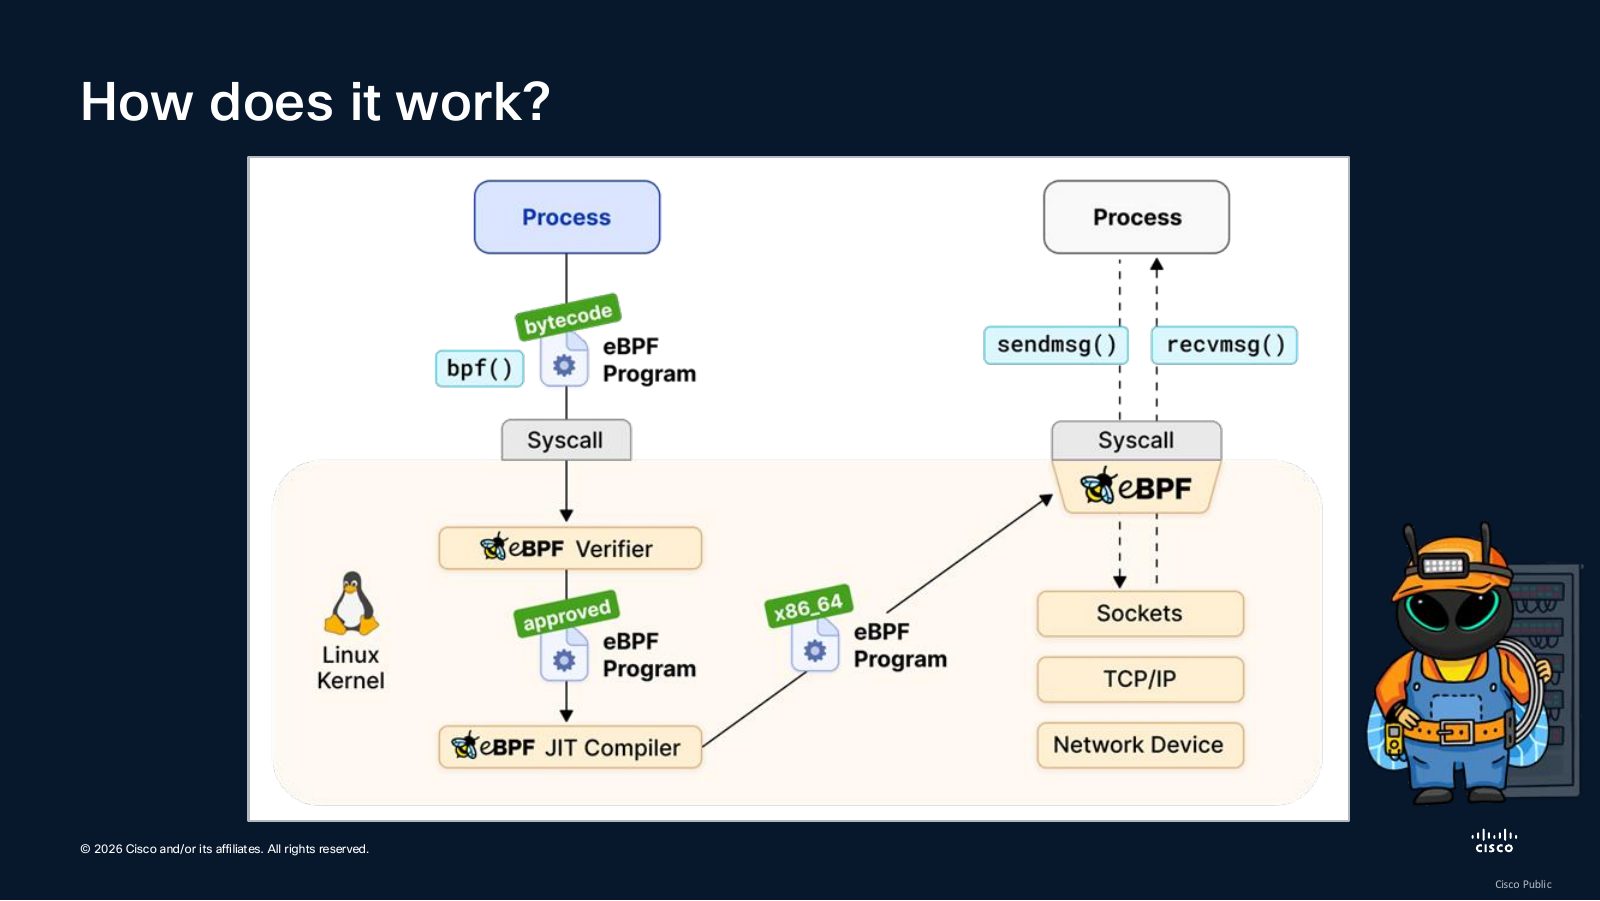 How does it work?
Process
bytecode
bpf()
eBPF
Program
Syscall
eBPF Verifier
approved
eBPF
Program
eBPF JIT Compiler
Linux
Kernel
x86_64
eBPF
Program
Process
sendmsg()
recvmsg()
Syscall
eBPF
Sockets
TCP/IP
Network Device
© 2026 Cisco and/or its affiliates. All rights reserved.
CISCO
Cisco Public